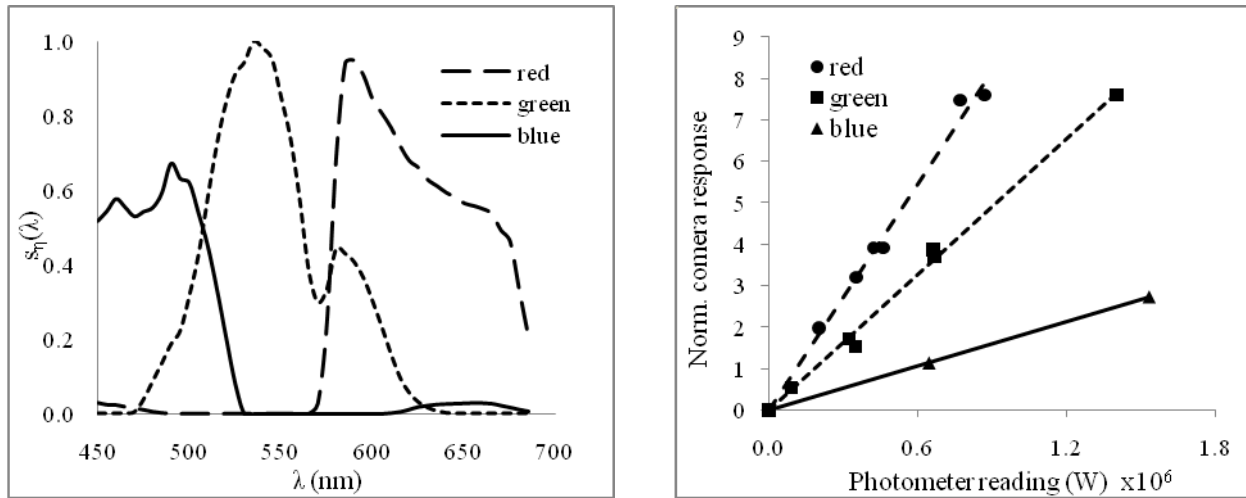 1.0
0.8
0.6
0.4
0.2
0.0
sη(λ)
450
500
550
600
650
700
λ (nm)
red
green
blue
9
8
7
6
5
4
3
2
1
0
Norm. camera response
0.0
0.6
1.2
1.8
Photometer reading (W) x10⁶
red
green
blue